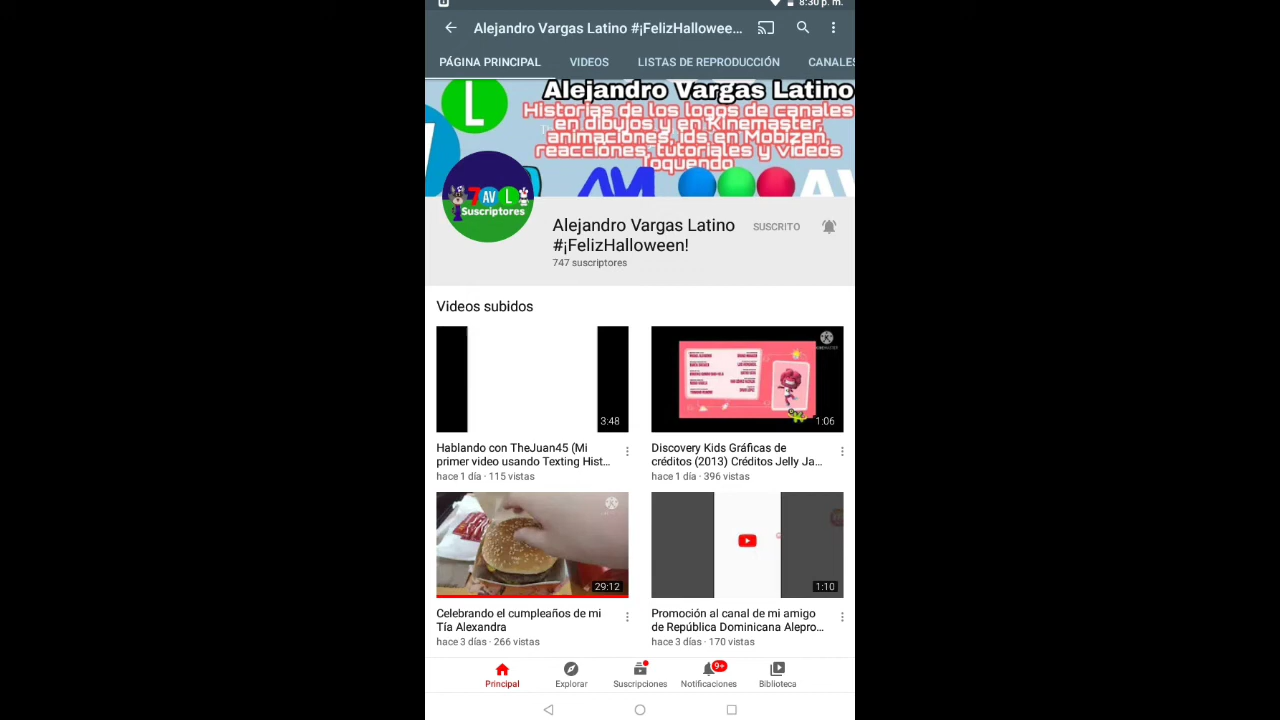 8:30 p. m.
Alejandro Vargas Latino #¡FelizHallowee...
PÁGINA PRINCIPAL VIDEOS LISTAS DE REPRODUCCIÓN CANALES
L
Alejandro Vargas Latino
Historias de los logos de canales
en dibujos y en Kinemaster,
animaciones, ids en Mobizen,
reacciones, tutoriales y videos
loquendo
AV
7 AV L
Suscriptores
Alejandro Vargas Latino
#¡FelizHalloween!
SUSCRITO
747 suscriptores
Videos subidos
3:48
1:06
Hablando con TheJuan45 (Mi
primer video usando Texting Hist...
hace 1 día · 115 vistas
Discovery Kids Gráficas de
créditos (2013) Créditos Jelly Ja...
hace 1 día · 396 vistas
29:12
1:10
Celebrando el cumpleaños de mi
Tía Alexandra
hace 3 días · 266 vistas
Promoción al canal de mi amigo
de República Dominicana Alepro...
hace 3 días · 170 vistas
9+
Principal Explorar Suscripciones Notificaciones Biblioteca